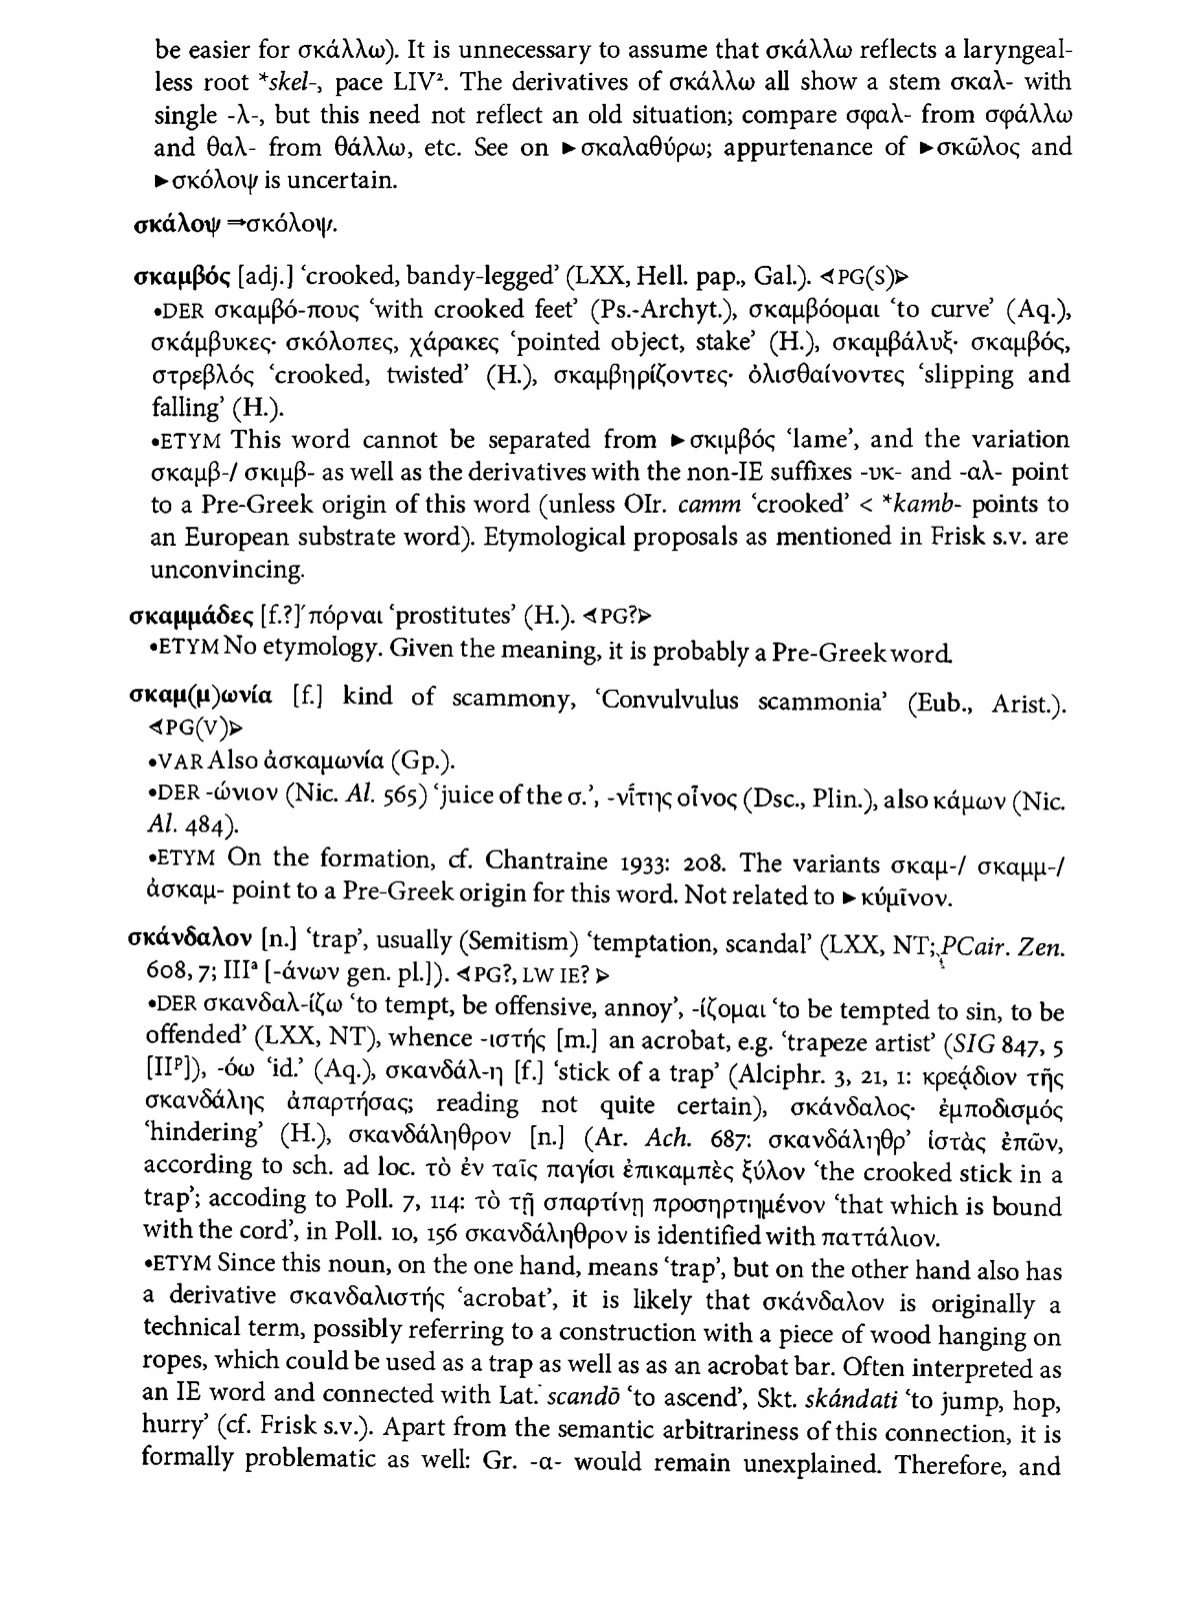 be easier for σκάλλω). It is unnecessary to assume that σκάλλω reflects a laryngeal-
less root *skel-, pace LIV². The derivatives of σκάλλω all show a stem σκαλ- with
single -λ-, but this need not reflect an old situation; compare σφαλ- from σφάλλω
and θαλ- from θάλλω, etc. See on ►σκαλαθύρω; appurtenance of ►σκῶλος and
►σκόλοψ is uncertain.
σκάλοψ ⇒σκόλοψ.
σκαμβός [adj.] ‘crooked, bandy-legged’ (LXX, Hell. pap., Gal.). ⋖PG(S)⋗
•DER σκαμβό-πους ‘with crooked feet’ (Ps.-Archyt.), σκαμβόομαι ‘to curve’ (Aq.),
σκάμβυκες· σκόλοπες, χάρακες ‘pointed object, stake’ (H.), σκαμβάλυξ· σκαμβός,
στρεβλός ‘crooked, twisted’ (H.), σκαμβηρίζοντες· ὀλισθαίνοντες ‘slipping and
falling’ (H.).
•ETYM This word cannot be separated from ►σκιμβός ‘lame’, and the variation
σκαμβ-/ σκιμβ- as well as the derivatives with the non-IE suffixes -υκ- and -αλ- point
to a Pre-Greek origin of this word (unless OIr. camm ‘crooked’ < *kamb- points to
an European substrate word). Etymological proposals as mentioned in Frisk s.v. are
unconvincing.
σκαμμάδες [f.?]˙πόρναι ‘prostitutes’ (H.). ⋖PG?⋗
•ETYM No etymology. Given the meaning, it is probably a Pre-Greek word.
σκαμ(μ)ωνία [f.] kind of scammony, ‘Convulvulus scammonia’ (Eub., Arist.).
⋖PG(V)⋗
•VAR Also ἀσκαμωνία (Gp.).
•DER -ώνιον (Nic. Al. 565) ‘juice of the σ.’, -νίτης οἶνος (Dsc., Plin.), also κάμων (Nic.
Al. 484).
•ETYM On the formation, cf. Chantraine 1933: 208. The variants σκαμ-/ σκαμμ-/
ἀσκαμ- point to a Pre-Greek origin for this word. Not related to ► κύμῑνον.
σκάνδαλον [n.] ‘trap’, usually (Semitism) ‘temptation, scandal’ (LXX, NT; PCair. Zen.
608, 7; IIIᵃ [-άνων gen. pl.]). ⋖PG?, LW IE? ⋗
•DER σκανδαλ-ίζω ‘to tempt, be offensive, annoy’, -ίζομαι ‘to be tempted to sin, to be
offended’ (LXX, NT), whence -ιστής [m.] an acrobat, e.g. ‘trapeze artist’ (SIG 847, 5
[IIᵖ]), -όω ‘id.’ (Aq.), σκανδάλ-η [f.] ‘stick of a trap’ (Alciphr. 3, 21, 1: κρεᾴδιον τῆς
σκανδάλης ἀπαρτήσας; reading not quite certain), σκάνδαλος· ἐμποδισμός
‘hindering’ (H.), σκανδάληθρον [n.] (Ar. Ach. 687: σκανδάληθρ’ ἱστὰς ἐπῶν,
according to sch. ad loc. τὸ ἐν ταῖς παγίσι ἐπικαμπὲς ξύλον ‘the crooked stick in a
trap’; accoding to Poll. 7, 114: τὸ τῇ σπαρτίνῃ προσηρτημένον ‘that which is bound
with the cord’, in Poll. 10, 156 σκανδάληθρον is identified with παττάλιον.
•ETYM Since this noun, on the one hand, means ‘trap’, but on the other hand also has
a derivative σκανδαλιστής ‘acrobat’, it is likely that σκάνδαλον is originally a
technical term, possibly referring to a construction with a piece of wood hanging on
ropes, which could be used as a trap as well as as an acrobat bar. Often interpreted as
an IE word and connected with Lat. scandō ‘to ascend’, Skt. skándati ‘to jump, hop,
hurry’ (cf. Frisk s.v.). Apart from the semantic arbitrariness of this connection, it is
formally problematic as well: Gr. -α- would remain unexplained. Therefore, and